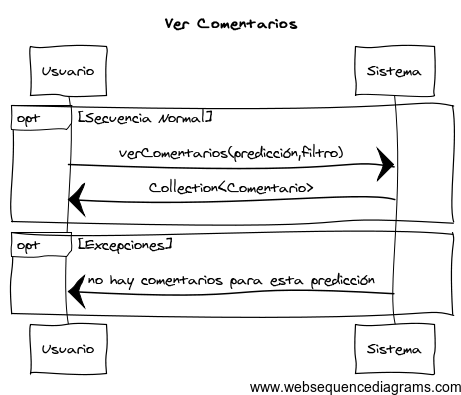 Ver Comentarios
Usuario
Sistema
opt [Secuencia Normal]
verComentarios(predicción,filtro)
Collection<Comentario>
opt [Excepciones]
no hay comentarios para esta predicción
Usuario
Sistema
www.websequencediagrams.com